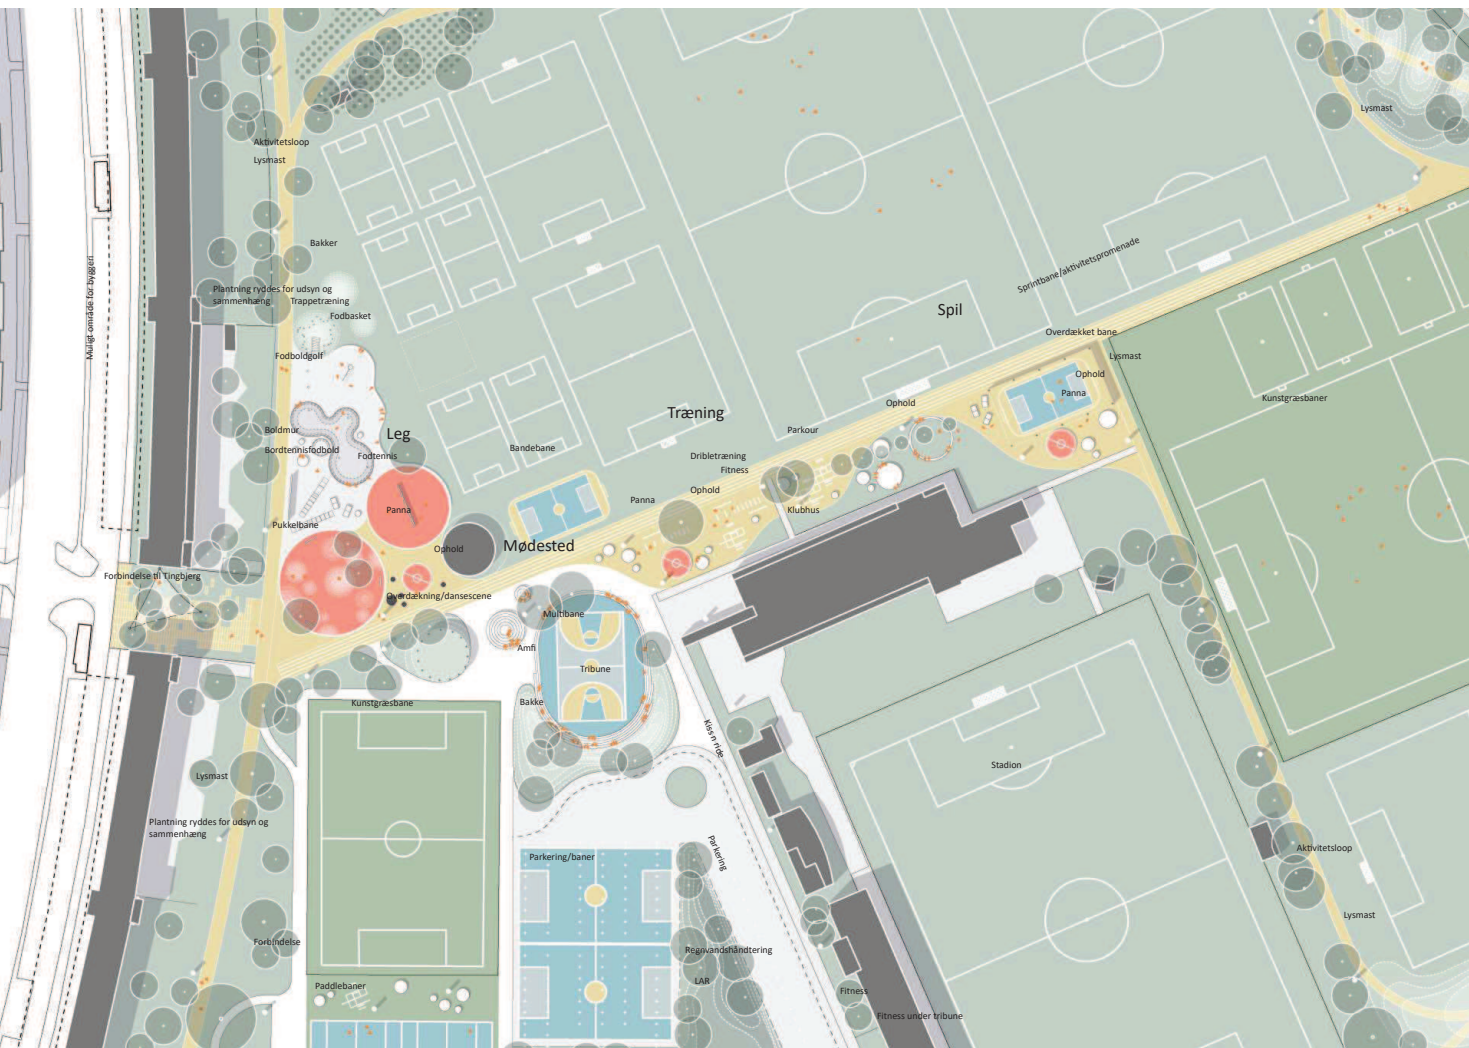 Lysmast
Aktivitetsloop
Lysmast
Bakker
Muligt område for byggeri
Plantning ryddes for udsyn og
sammenhæng
Trappetræning
Fodbasket
Sprintbane/aktivitetspromenade
Spil
Overdækket bane
Fodboldgolf
Lysmast
Ophold
Panna
Kunstgræsbaner
Ophold
Træning
Boldmur
Leg
Parkour
Bordtennisfodbold
Fodtennis
Bandebane
Dribletræning
Fitness
Ophold
Panna
Panna
Klubhus
Pukkelbane
Ophold
Mødested
Forbindelse til Tingbjerg
Overdækning/dansescene
Multibane
Amfi
Tribune
Kunstgræsbane
Bakke
Kiss'n ride
Stadion
Lysmast
Plantning ryddes for udsyn og
sammenhæng
Parkering/baner
Parkering
Aktivitetsloop
Lysmast
Forbindelse
Regnvandshåndtering
LAR
Paddlebaner
Fitness
Fitness under tribune